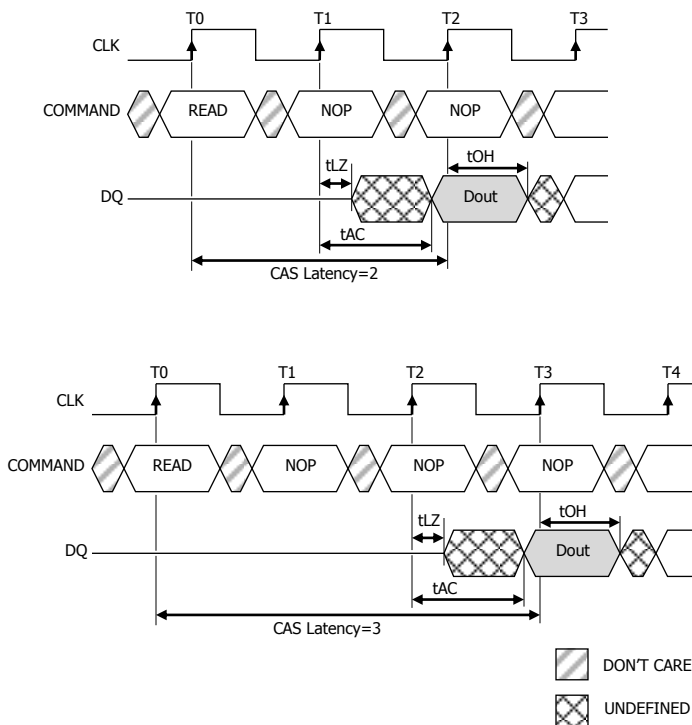 T0 T1 T2 T3
CLK
COMMAND READ NOP NOP
tLZ tOH
DQ Dout
tAC
CAS Latency=2
T0 T1 T2 T3 T4
CLK
COMMAND READ NOP NOP NOP
tLZ tOH
DQ Dout
tAC
CAS Latency=3
DON'T CARE
UNDEFINED